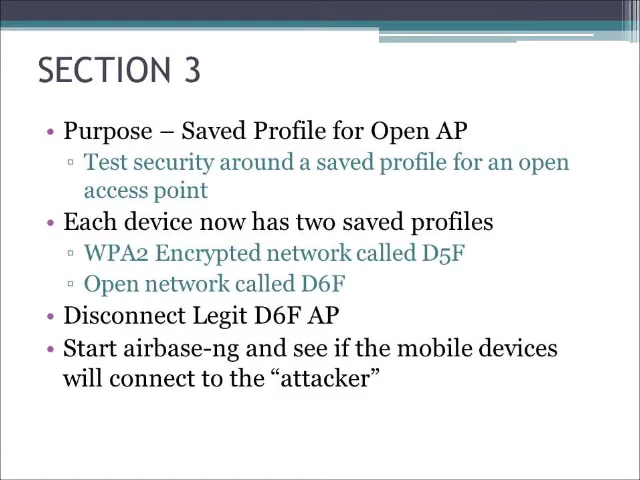 SECTION 3
• Purpose – Saved Profile for Open AP
▫ Test security around a saved profile for an open
access point
• Each device now has two saved profiles
▫ WPA2 Encrypted network called D5F
▫ Open network called D6F
• Disconnect Legit D6F AP
• Start airbase-ng and see if the mobile devices
will connect to the “attacker”